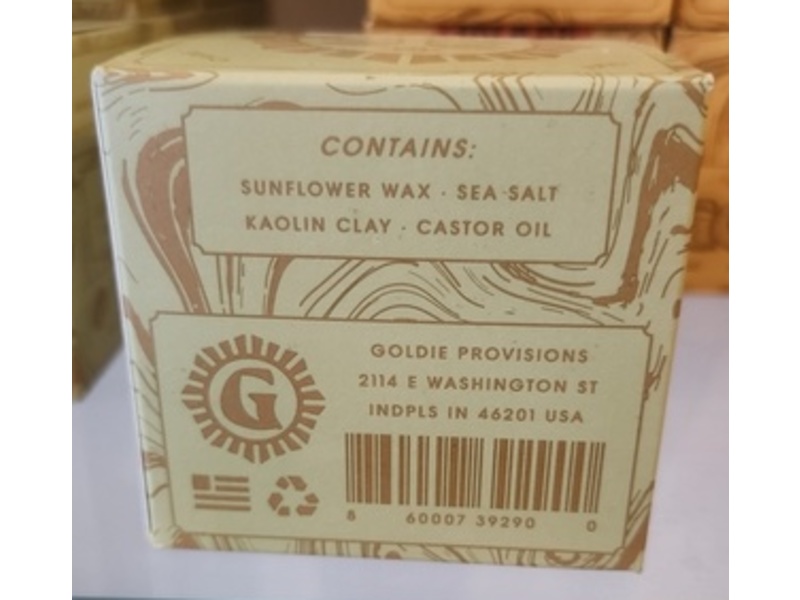 CONTAINS:
SUNFLOWER WAX · SEA SALT
KAOLIN CLAY · CASTOR OIL
G
GOLDIE PROVISIONS
2114 E WASHINGTON ST
INDPLS IN 46201 USA
8 60007 39290 0